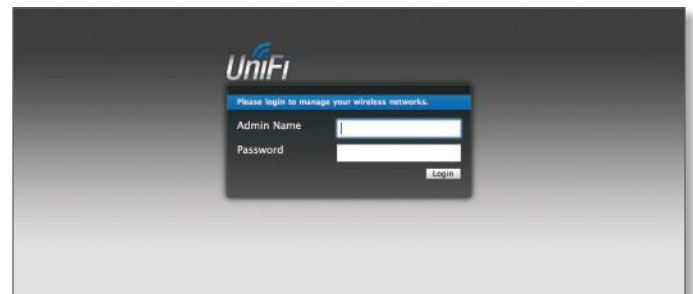 UniFi
Please login to manage your wireless networks.
Admin Name
Password
Login